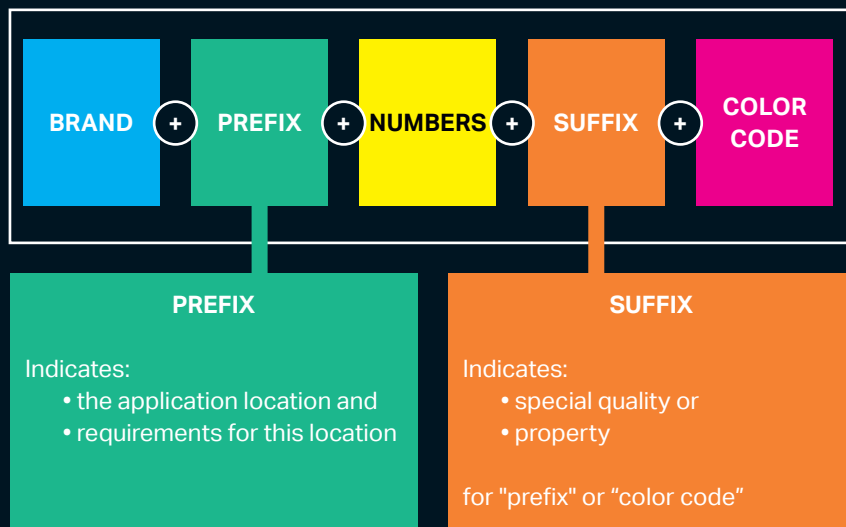 BRAND + PREFIX + NUMBERS + SUFFIX + COLOR CODE
PREFIX
Indicates:
• the application location and
• requirements for this location
SUFFIX
Indicates:
• special quality or
• property
for "prefix" or “color code”